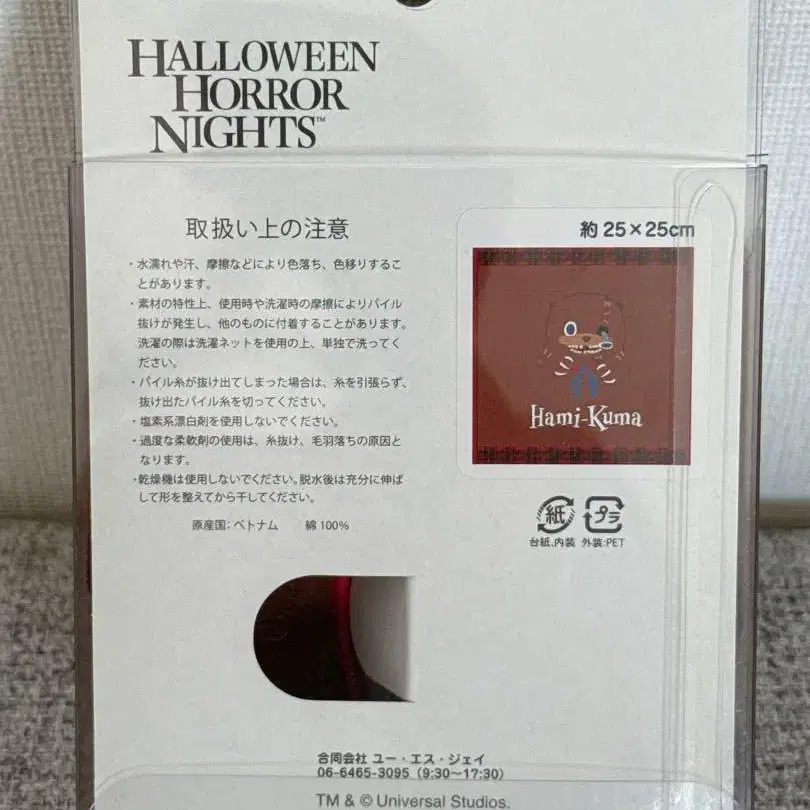 HALLOWEEN
HORROR
NIGHTS™
取扱い上の注意
・水濡れや汗、摩擦などにより色落ち、色移りするこ
とがあります。
・素材の特性上、使用時や洗濯時の摩擦によりパイル
抜けが発生し、他のものに付着することがあります。
洗濯の際は洗濯ネットを使用の上、単独で洗ってく
ださい。
・パイル糸が抜け出てしまった場合は、糸を引張らず、
抜け出たパイル糸を切ってください。
・塩素系漂白剤を使用しないでください。
・過度な柔軟剤の使用は、糸抜け、毛羽落ちの原因と
なります。
・乾燥機は使用しないでください。脱水後は充分に伸ば
して形を整えてから干してください。
原産国：ベトナム 綿 100%
約 25×25cm
Hami-Kuma
紙 プラ
台紙、内装 外装:PET
合同会社 ユー・エス・ジェイ
06-6465-3095 (9:30～17:30)
TM & © Universal Studios.